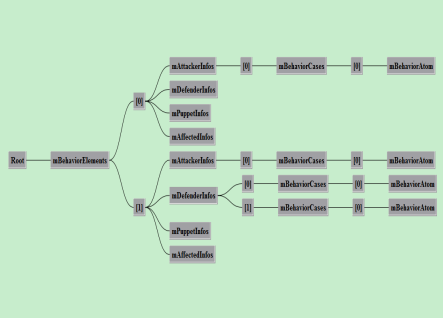 mAttackerInfos [0] mBehaviorCases [0] mBehaviorAtom
mDefenderInfos
[0]
mPuppetInfos
mAffectedInfos
Root mBehaviorElements mAttackerInfos [0] mBehaviorCases [0] mBehaviorAtom
[0] mBehaviorCases [0] mBehaviorAtom
mDefenderInfos
[1] [1] mBehaviorCases [0] mBehaviorAtom
mPuppetInfos
mAffectedInfos